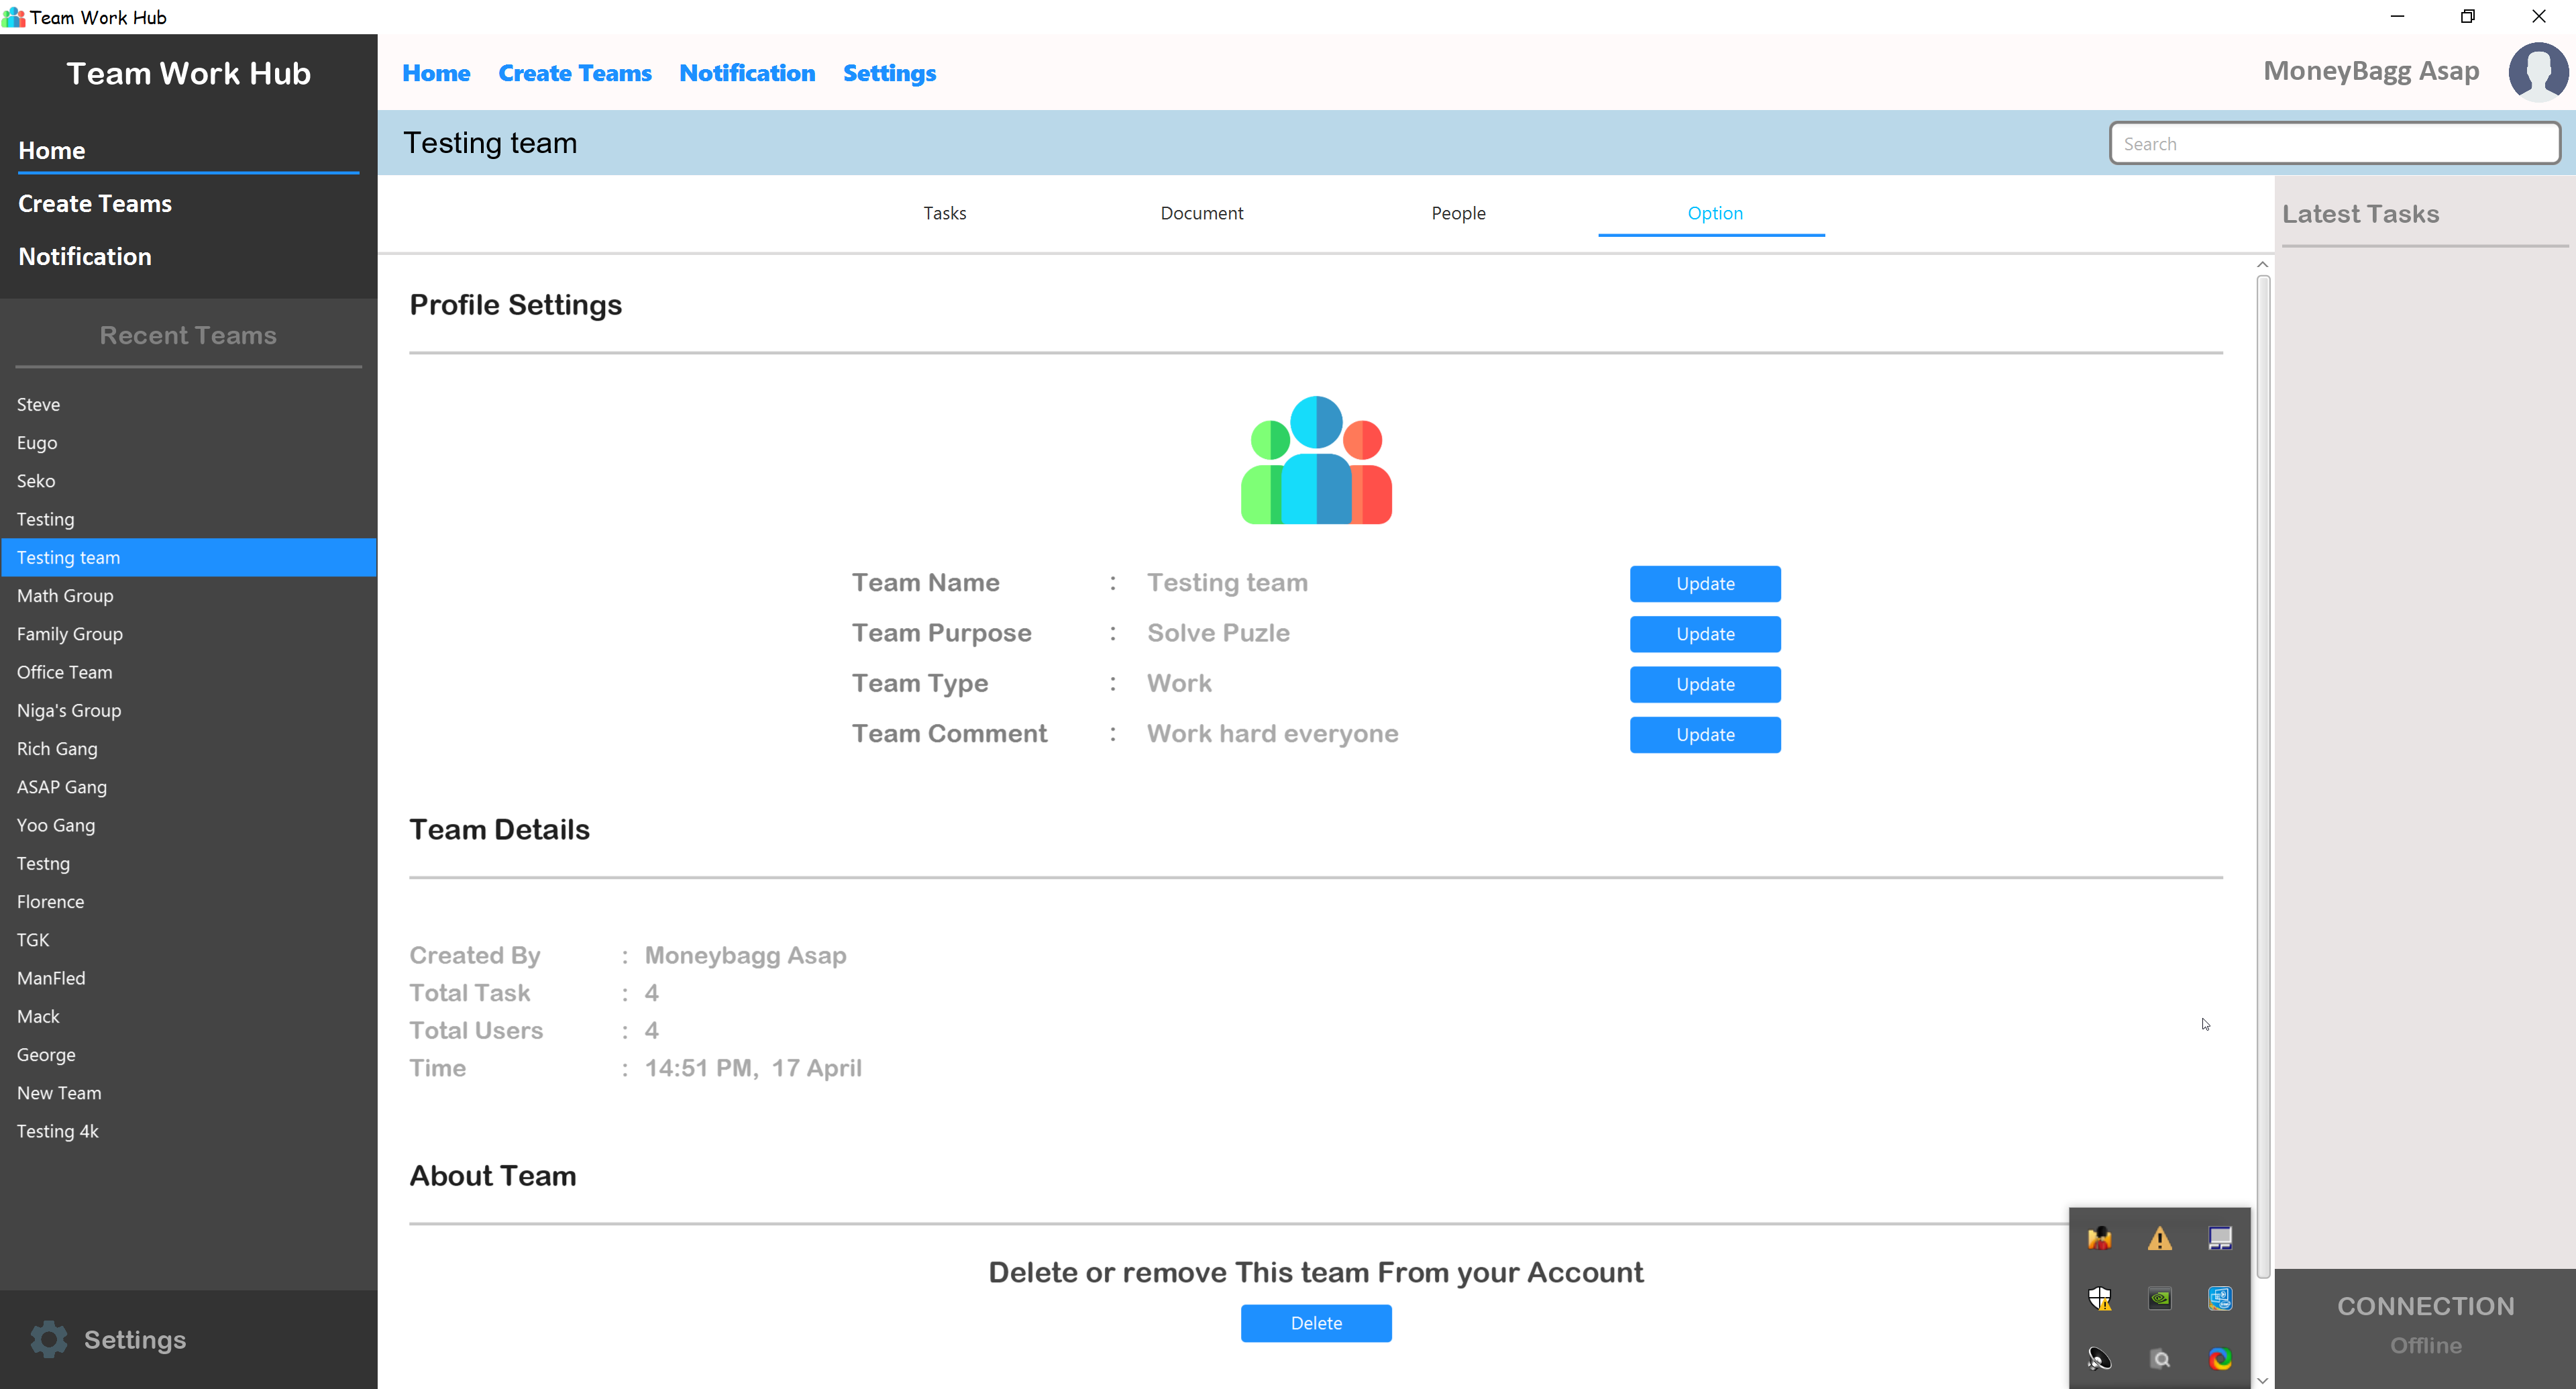 Team Work Hub
Team Work Hub
Home
Create Teams
Notification
Recent Teams
Steve
Eugo
Seko
Testing
Testing team
Math Group
Family Group
Office Team
Niga's Group
Rich Gang
ASAP Gang
Yoo Gang
Testng
Florence
TGK
ManFled
Mack
George
New Team
Testing 4k
Settings
Home Create Teams Notification Settings
MoneyBagg Asap
Testing team
Search
Tasks Document People Option
Profile Settings
Team Name : Testing team Update
Team Purpose : Solve Puzle Update
Team Type : Work Update
Team Comment : Work hard everyone Update
Team Details
Created By : Moneybagg Asap
Total Task : 4
Total Users : 4
Time : 14:51 PM, 17 April
About Team
Delete or remove This team From your Account
Delete
Latest Tasks
CONNECTION
Offline